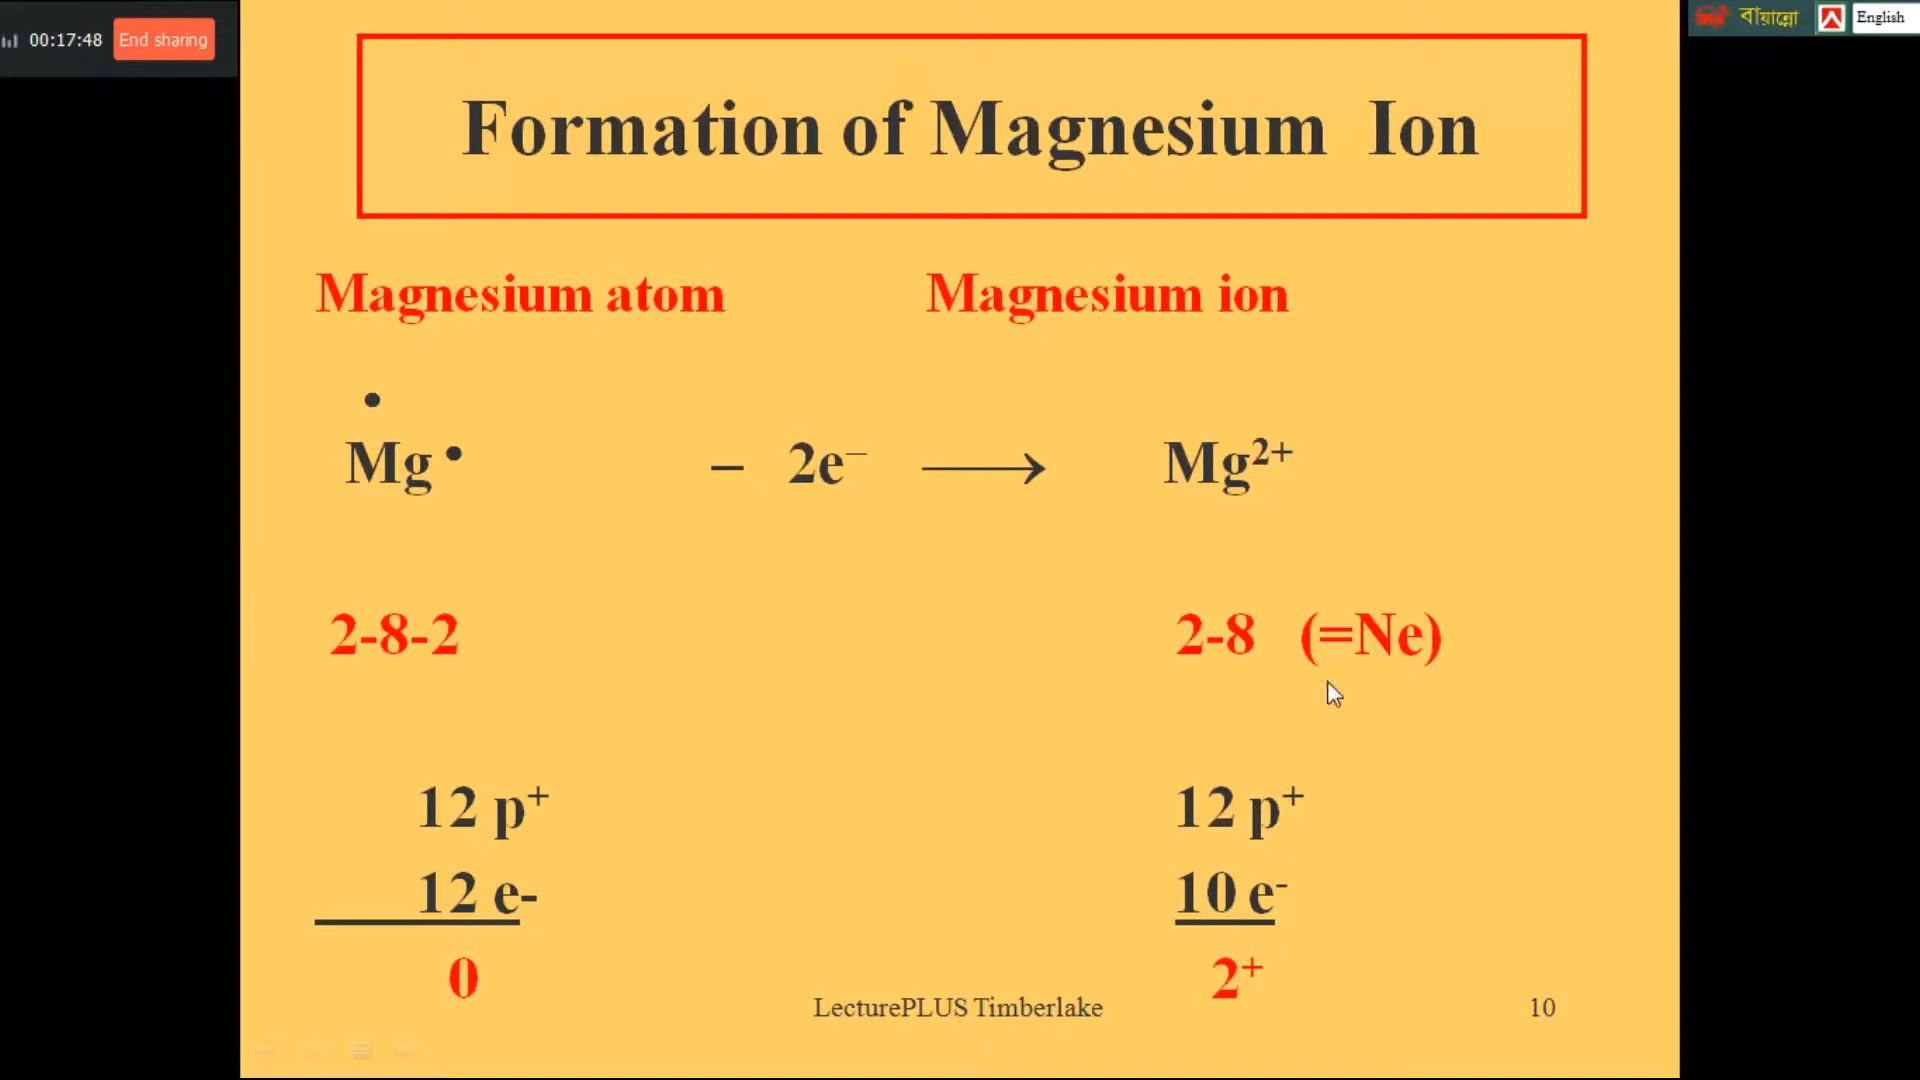 00:17:48 End sharing
বায়ান্নো English
Formation of Magnesium Ion
Magnesium atom Magnesium ion
Mg • – 2e⁻ ⟶ Mg²⁺
2-8-2 2-8 (=Ne)
12 p⁺ 12 p⁺
12 e- 10 e⁻
0 2⁺
LecturePLUS Timberlake 10